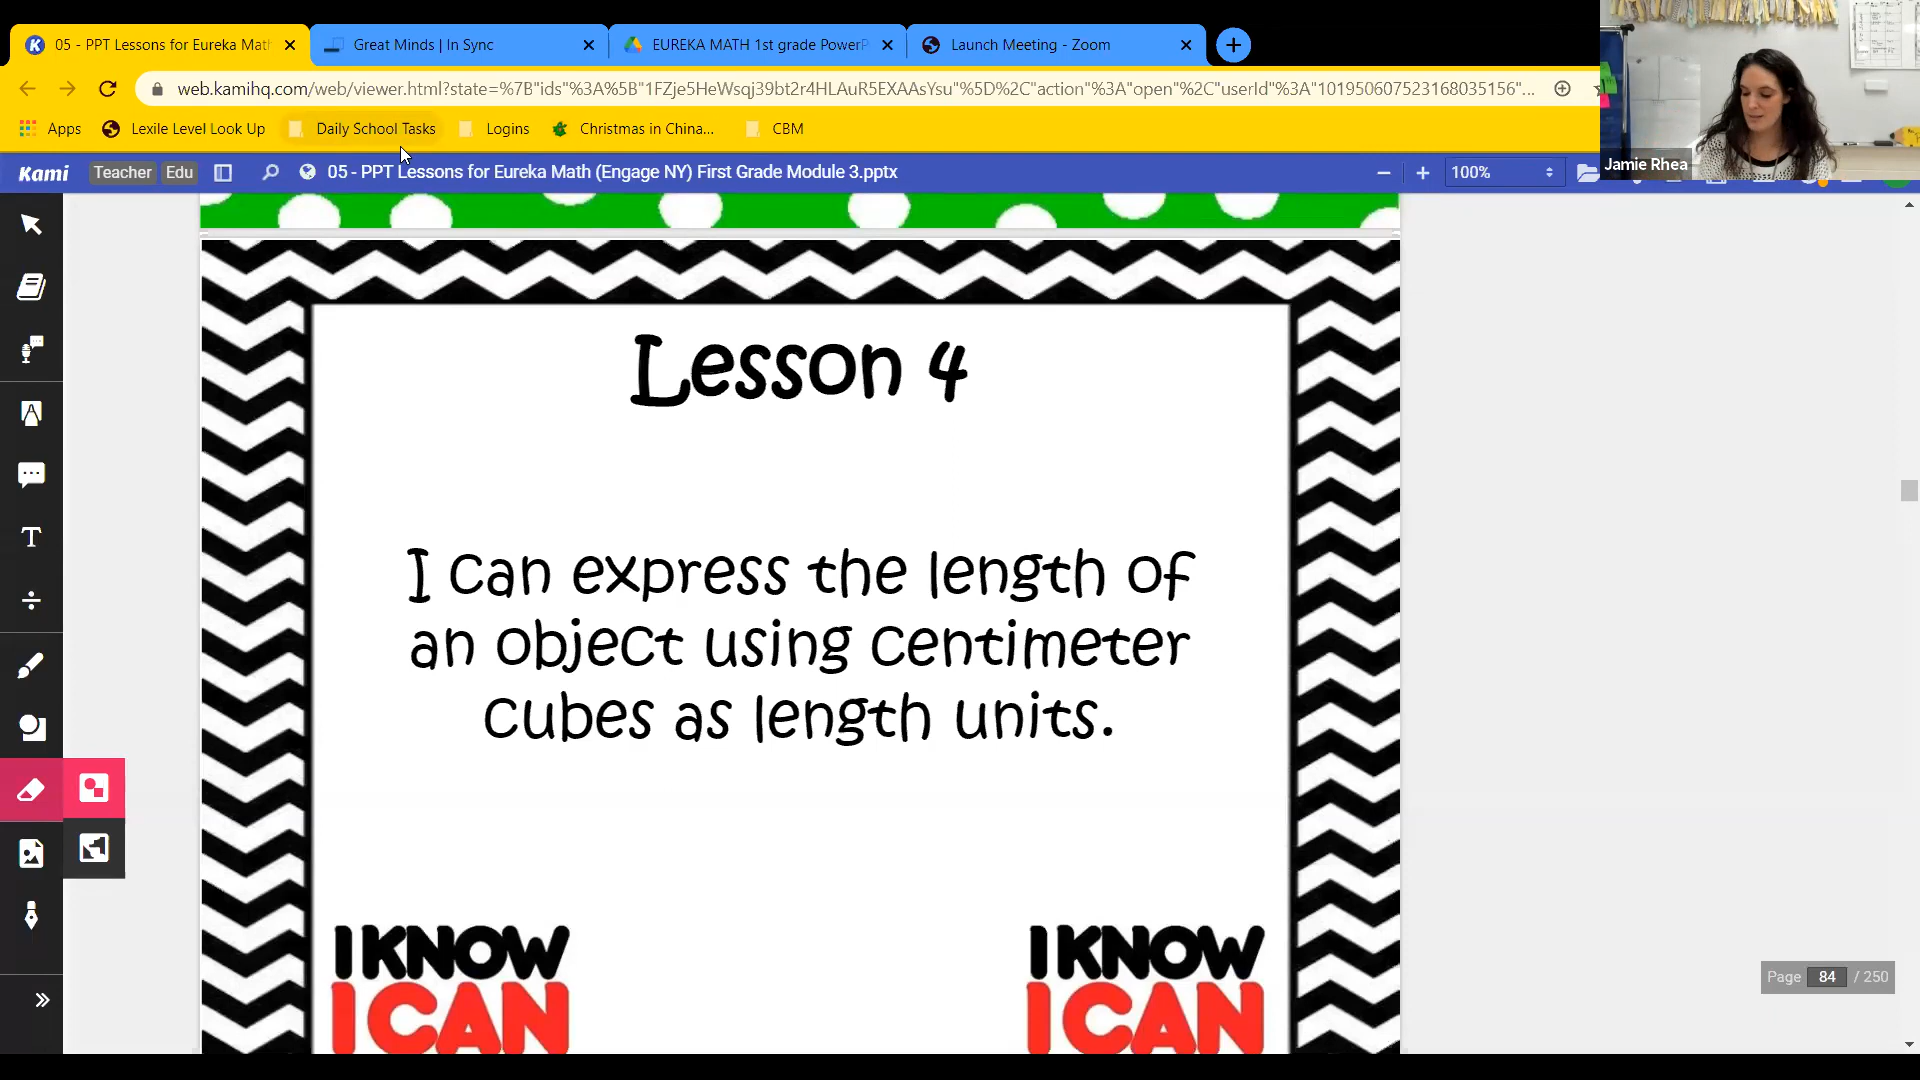 05 - PPT Lessons for Eureka Mat
Great Minds | In Sync
EUREKA MATH 1st grade PowerP
Launch Meeting - Zoom
web.kamihq.com/web/viewer.html?state=%7B"ids"%3A%5B"1FZje5HeWsqj39bt2r4HLAuR5EXAAsYsu"%5D%2C"action"%3A"open"%2C"userId"%3A"101950607523168035156"...
Apps
Lexile Level Look Up
Daily School Tasks
Logins
Christmas in China...
CBM
Jamie Rhea
Kami
Teacher
Edu
05 - PPT Lessons for Eureka Math (Engage NY) First Grade Module 3.pptx
100%
Lesson 4
I can express the length of
an object using centimeter
cubes as length units.
I KNOW
I CAN
I KNOW
I CAN
Page 84 / 250